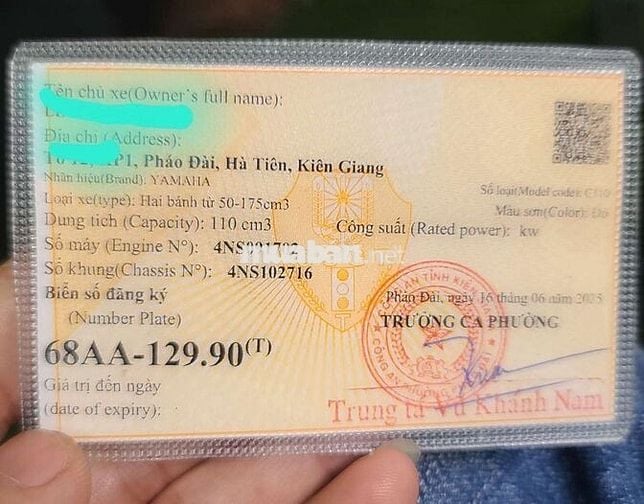 Tên chủ xe(Owner's full name):
Địa chỉ (Address):
Pháo Đài, Hà Tiên, Kiên Giang
Nhãn hiệu(Brand): YAMAHA
Số loại(Model code): C110
Loại xe(type): Hai bánh từ 50-175cm3
Màu sơn(Color): Đỏ
Dung tích (Capacity): 110 cm3
Công suất (Rated power): kw
Số máy (Engine N°):
Số khung(Chassis N°): 4NS102716
muaban.net
Biển số đăng ký
Pháo Đài, ngày 16 tháng 06 năm 2025
(Number Plate)
TRƯỞNG CA PHƯỜNG
68AA-129.90(T)
Giá trị đến ngày
(date of expiry):
Trung tá Vũ Khánh Nam